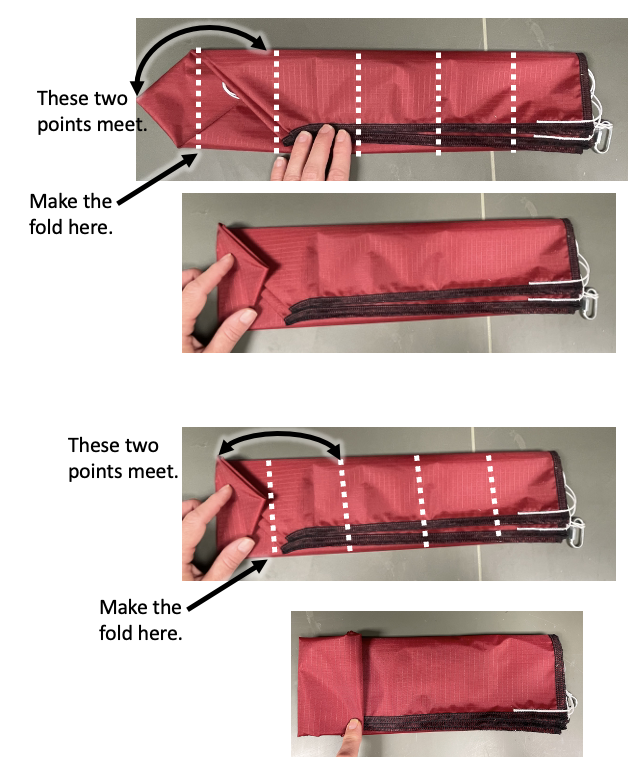 These two
points meet.
Make the
fold here.
These two
points meet.
Make the
fold here.